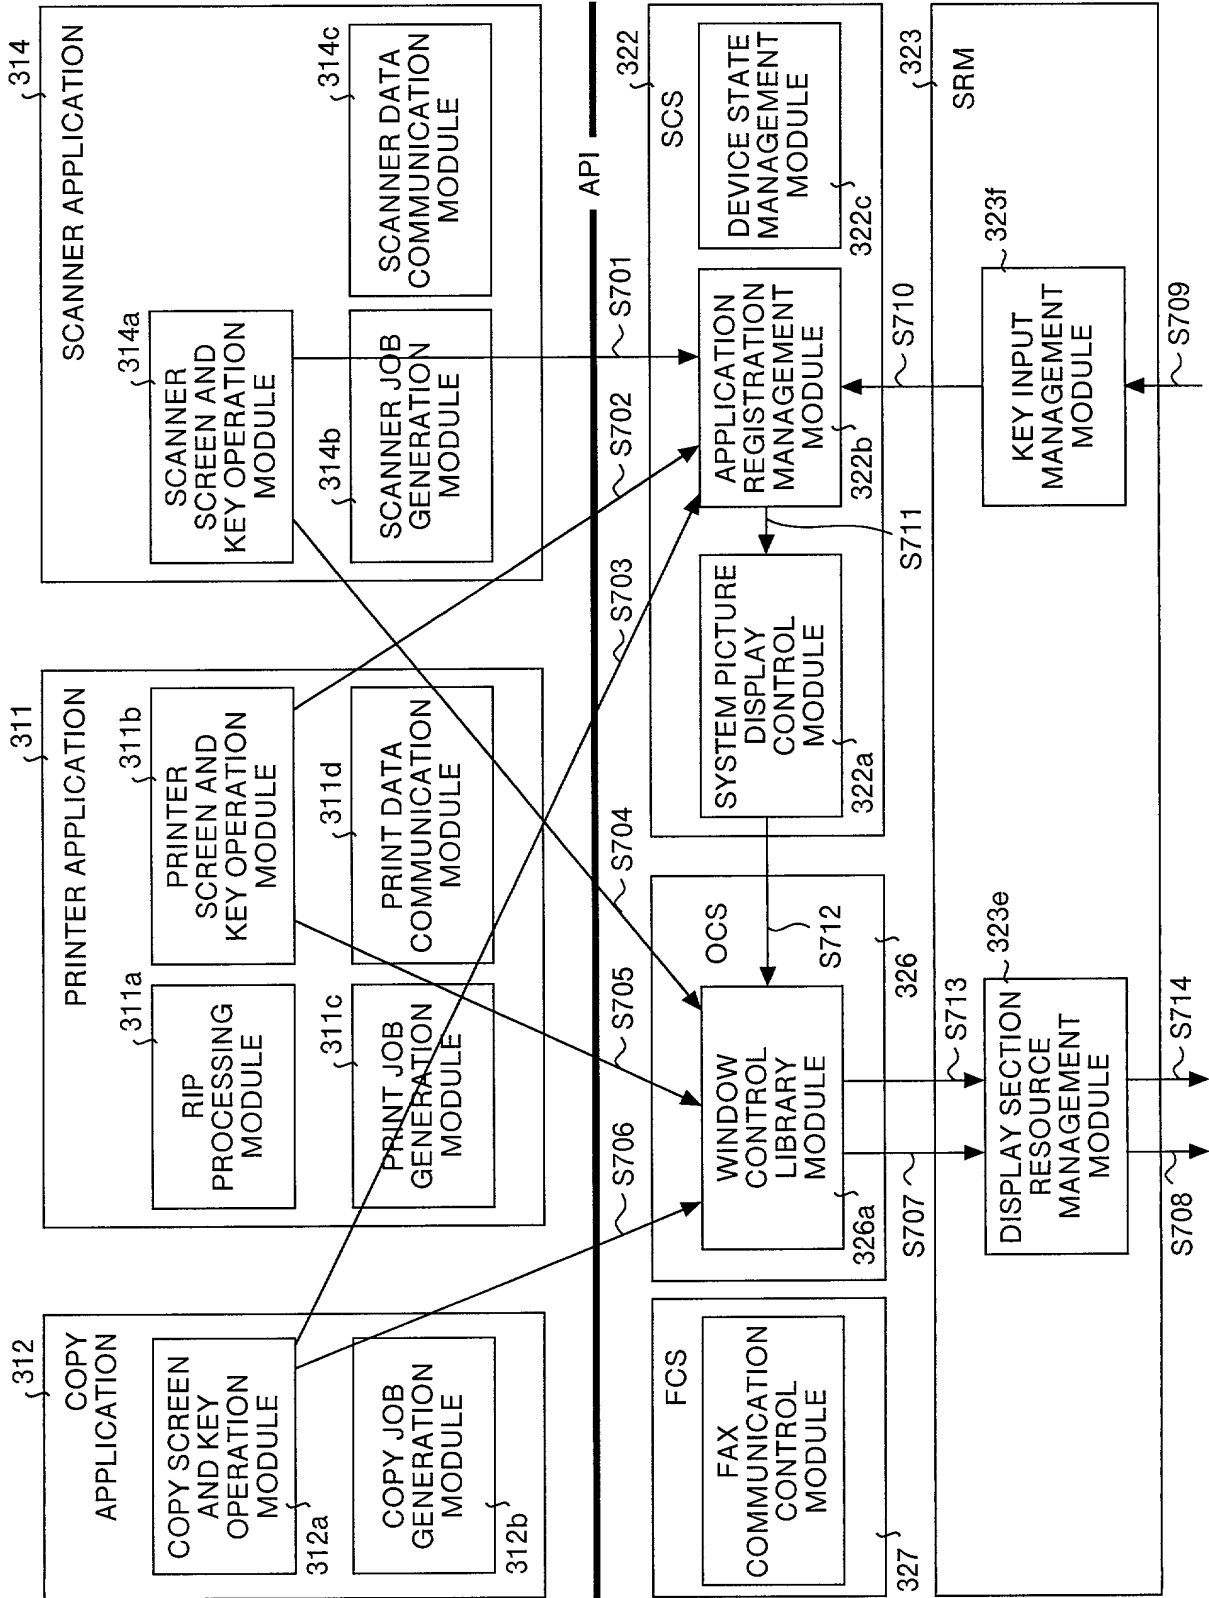 312
COPY
APPLICATION
COPY SCREEN
AND KEY
OPERATION
MODULE
312a
COPY JOB
GENERATION
MODULE
312b
311
PRINTER APPLICATION
311a
RIP
PROCESSING
MODULE
311b
PRINTER
SCREEN AND
KEY OPERATION
MODULE
311c
PRINT JOB
GENERATION
MODULE
311d
PRINT DATA
COMMUNICATION
MODULE
314
SCANNER APPLICATION
314a
SCANNER
SCREEN AND
KEY OPERATION
MODULE
314b
SCANNER JOB
GENERATION
MODULE
314c
SCANNER DATA
COMMUNICATION
MODULE
API
S706
S705
S704
S703
S702
S701
FCS
FAX
COMMUNICATION
CONTROL
MODULE
327
OCS
WINDOW
CONTROL
LIBRARY
MODULE
326a
S712
326
322
SCS
SYSTEM PICTURE
DISPLAY
CONTROL
MODULE
322a
S711
APPLICATION
REGISTRATION
MANAGEMENT
MODULE
322b
DEVICE STATE
MANAGEMENT
MODULE
322c
S707
S713
S710
323
SRM
323e
DISPLAY SECTION
RESOURCE
MANAGEMENT
MODULE
323f
KEY INPUT
MANAGEMENT
MODULE
S708
S714
S709